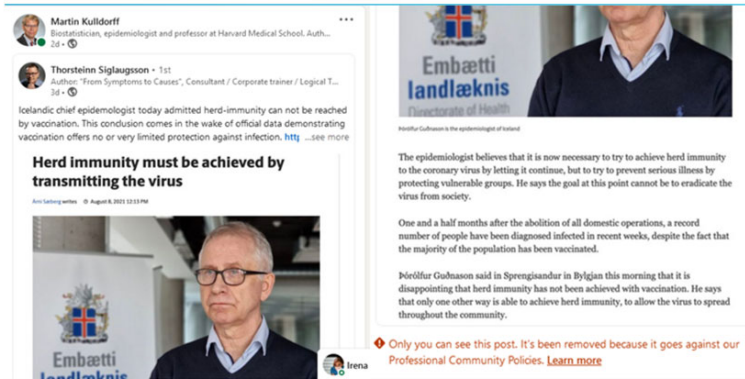 Martin Kulldorff
Biostatistician, epidemiologist and professor at Harvard Medical School. Auth...
2d •
Thorsteinn Siglaugsson • 1st
Author: "From Symptoms to Causes", Consultant / Corporate trainer / Logical T...
3d •
Icelandic chief epidemologist today admitted herd-immunity can not be reached
by vaccination. This conclusion comes in the wake of official data demonstrating
vaccination offers no or very limited protection against infection. http ...see more
Herd immunity must be achieved by
transmitting the virus
Arni Sæberg writes August 8, 2021 12:13 PM
Embætti
landlæknis
Irena
Embætti
landlæknis
Directorate of Health
Þórólfur Guðnason is the epidemiologist of Iceland
The epidemiologist believes that it is now necessary to try to achieve herd immunity
to the coronary virus by letting it continue, but to try to prevent serious illness by
protecting vulnerable groups. He says the goal at this point cannot be to eradicate the
virus from society.
One and a half months after the abolition of all domestic operations, a record
number of people have been diagnosed infected in recent weeks, despite the fact that
the majority of the population has been vaccinated.
Þórólfur Guðnason said in Sprengisandur in Bylgjan this morning that it is
disappointing that herd immunity has not been achieved with vaccination. He says
that only one other way is able to achieve herd immunity, to allow the virus to spread
throughout the community.
Only you can see this post. It's been removed because it goes against our
Professional Community Policies. Learn more